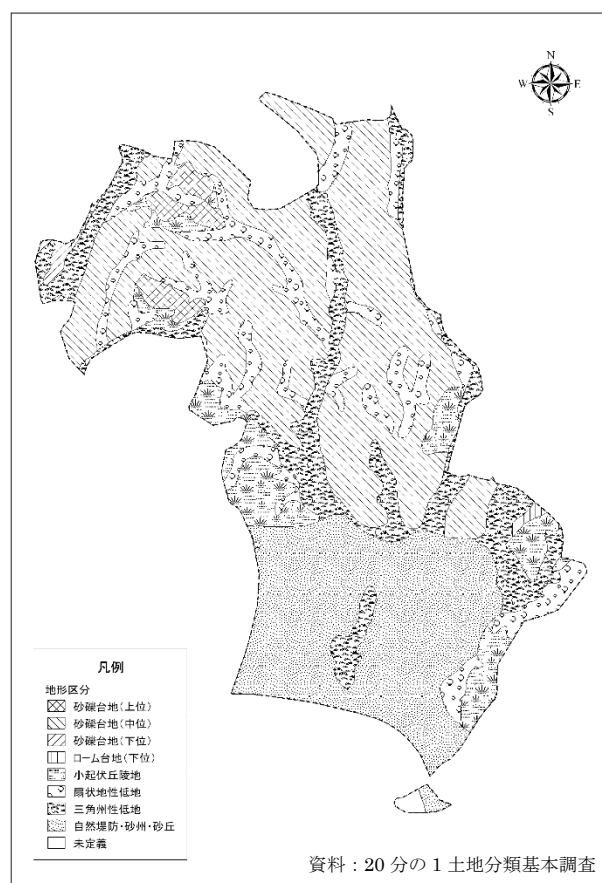 N
W E
S
凡例
地形区分
砂礫台地(上位)
砂礫台地(中位)
砂礫台地(下位)
ローム台地(下位)
小起伏丘陵地
扇状地性低地
三角州性低地
自然堤防・砂州・砂丘
未定義
資料：20 分の 1 土地分類基本調査